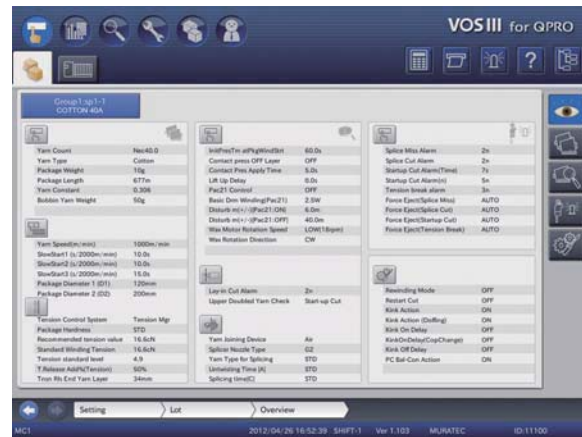 VOSIII for QPRO
Group1:sp1-1
COTTON 40A
Yarn Count Nec40.0
Yarn Type Cotton
Package Weight 10g
Package Length 677m
Yarn Constant 0.306
Bobbin Yarn Weight 50g
Yarn Speed(m/min) 1000m/min
SlowStart1 (s/2000m/min) 10.0s
SlowStart2 (s/2000m/min) 10.0s
SlowStart3 (s/2000m/min) 15.0s
Package Diameter 1 (D1) 120mm
Package Diameter 2 (D2) 200mm
Tension Control System Tension Mgr
Package Hardness STD
Recommended tension value 16.6cN
Standard Winding Tension 16.6cN
Tension standard level 4.9
T.Release Add%(Tension) 50%
Tnsn Rls End Yarn Layer 34mm
InitPresTm atPkgWindStrt 60.0s
Contact press OFF Layer OFF
Contact Pres Apply Time 5.0s
Lift Up Delay 0.0s
Pac21 Control OFF
Basic Drm Winding(Pac21) 2.5W
Disturb m(+/-)(Pac21:ON) 6.0m
Disturb m(+/-)(Pac21:OFF) 40.0m
Wax Motor Rotation Speed LOW(18rpm)
Wax Rotation Direction CW
Lay-in Cut Alarm 2n
Upper Doubled Yarn Check Start-up Cut
Yarn Joining Device Air
Splicer Nozzle Type G2
Yarn Type for Splicing STD
Untwisting Time [A] STD
Splicing time[C] STD
Splice Miss Alarm 2n
Splice Cut Alarm 2n
Startup Cut Alarm(Time) 7s
Startup Cut Alarm(n) 5n
Tension break alarm 3n
Force Eject(Splice Miss) AUTO
Force Eject(Splice Cut) AUTO
Force Eject(Startup Cut) AUTO
Force Eject(Tension Break) AUTO
Rewinding Mode OFF
Restart Cut OFF
Kink Action ON
Kink Action (Doffing) ON
Kink On Delay OFF
KinkOnDelay(CopChange) OFF
Kink Off Delay OFF
PC Bal-Con Action ON
Setting Lot Overview
MC1 2012/04/26 16:52:39 SHIFT-1 Ver 1.103 MURATEC ID:11100